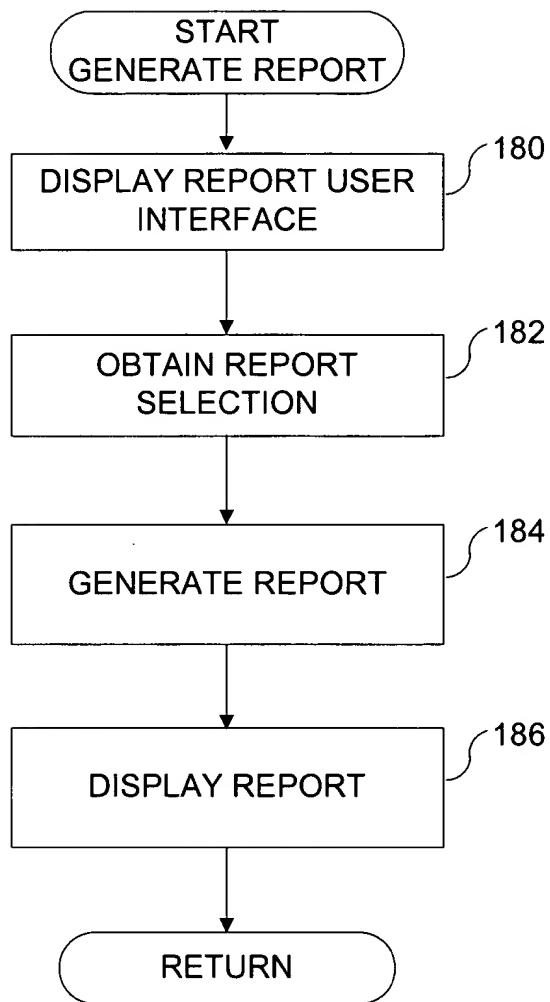 START
GENERATE REPORT
180
DISPLAY REPORT USER
INTERFACE
182
OBTAIN REPORT
SELECTION
184
GENERATE REPORT
186
DISPLAY REPORT
RETURN